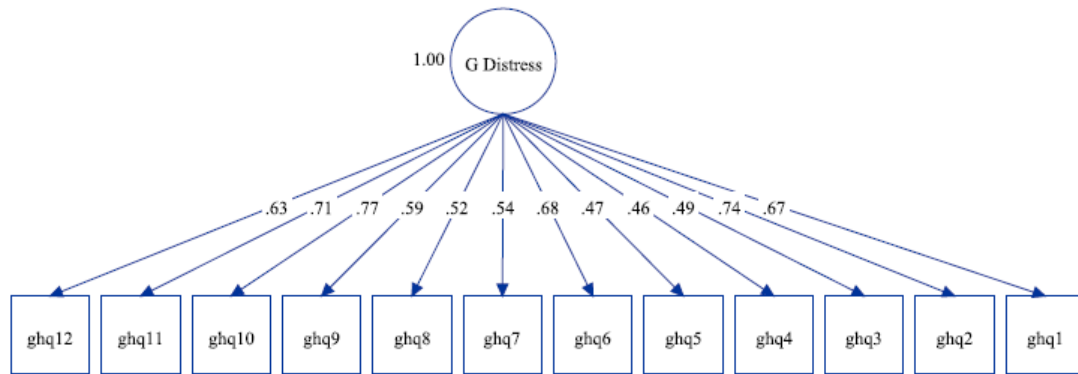 1.00 G Distress
.63 .71 .77 .59 .52 .54 .68 .47 .46 .49 .74 .67
ghq12 ghq11 ghq10 ghq9 ghq8 ghq7 ghq6 ghq5 ghq4 ghq3 ghq2 ghq1